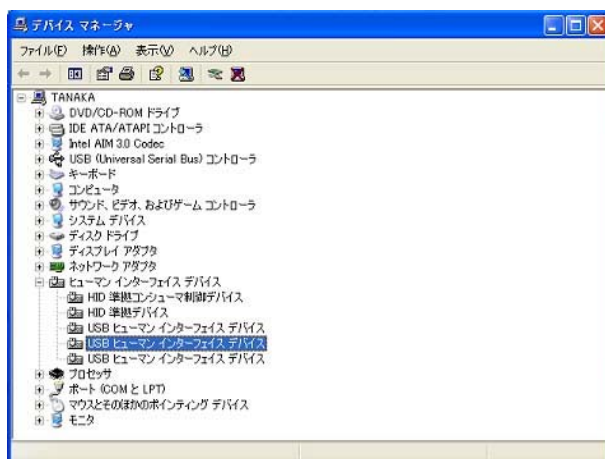 デバイス マネージャ
ファイル(F) 操作(A) 表示(V) ヘルプ(H)
TANAKA
DVD/CD-ROM ドライブ
IDE ATA/ATAPI コントローラ
Intel AIM 3.0 Codec
USB (Universal Serial Bus) コントローラ
キーボード
コンピュータ
サウンド、ビデオ、およびゲーム コントローラ
システム デバイス
ディスク ドライブ
ディスプレイ アダプタ
ネットワーク アダプタ
ヒューマン インターフェイス デバイス
HID 準拠コンシューマ制御デバイス
HID 準拠デバイス
USB ヒューマン インターフェイス デバイス
USB ヒューマン インターフェイス デバイス
USB ヒューマン インターフェイス デバイス
プロセッサ
ポート (COM と LPT)
マウスとそのほかのポインティング デバイス
モニタ